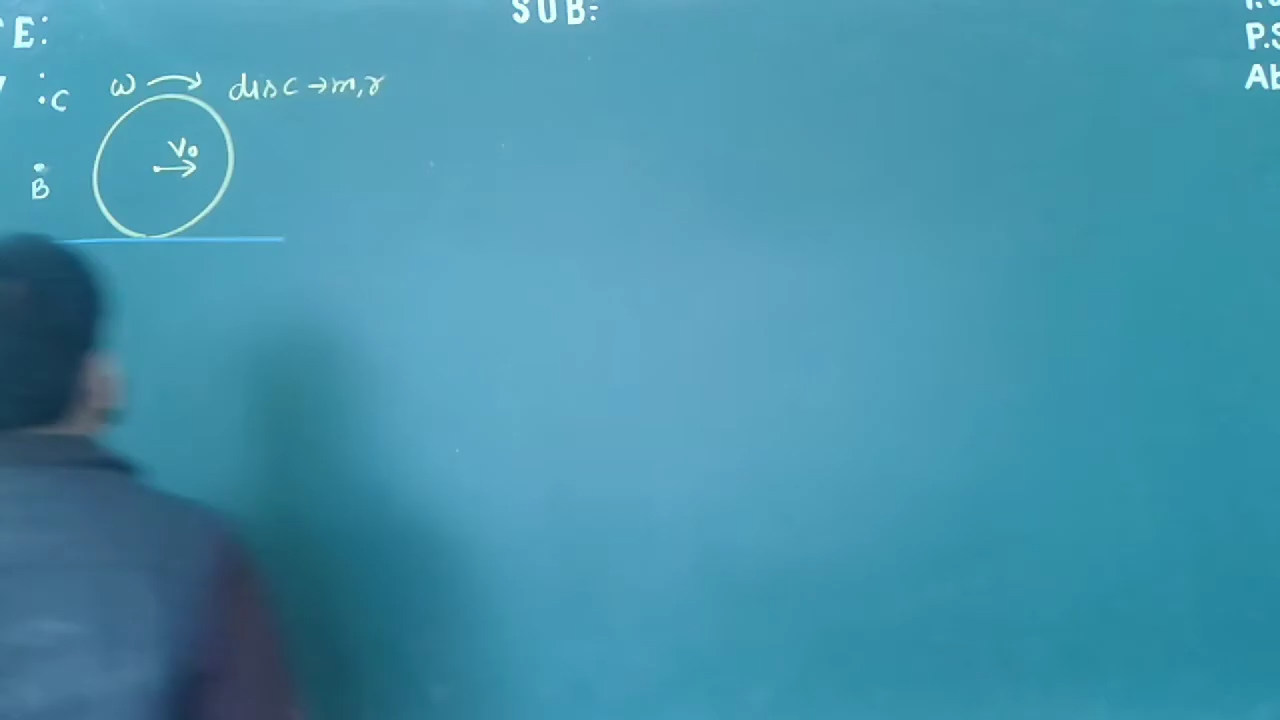 E:
SUB:
P.S
Ab
.C
ω
disc → m, r
V₀
B